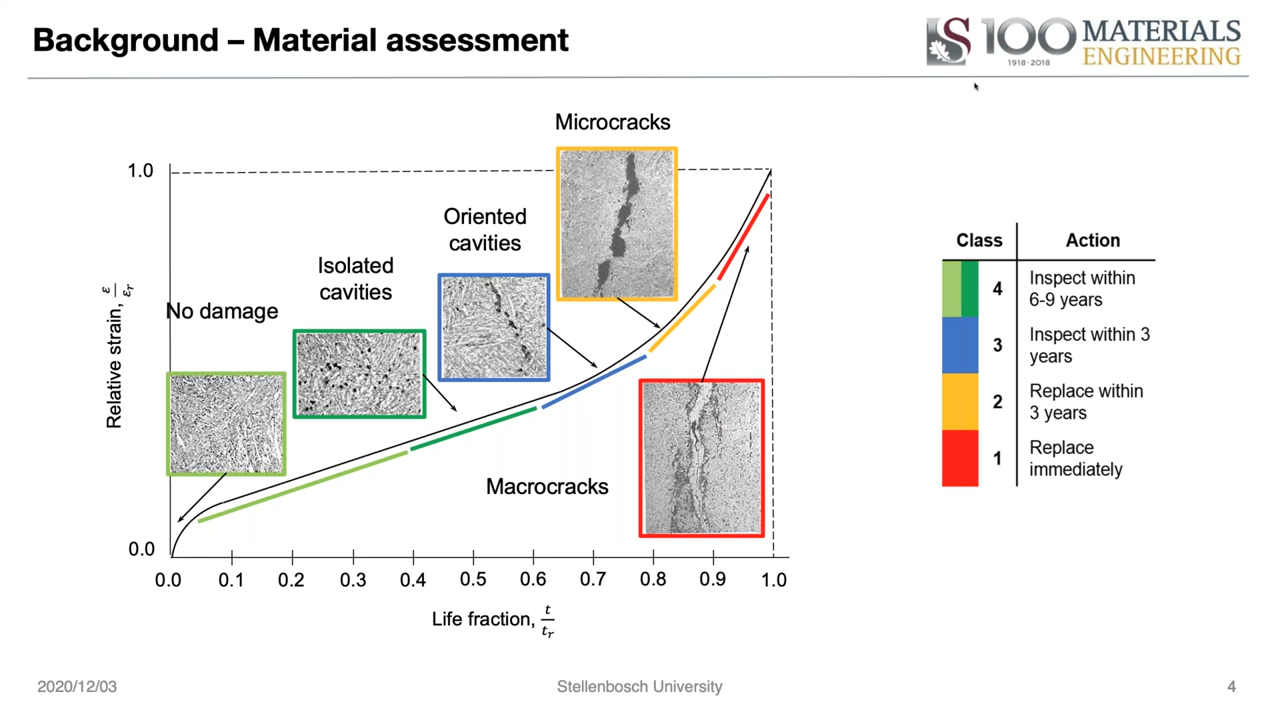 Background – Material assessment
S 100
1918 · 2018
MATERIALS
ENGINEERING
Microcracks
1.0
Oriented
cavities
Isolated
cavities
No damage
Relative strain, ε/εr
Macrocracks
0.0
0.0 0.1 0.2 0.3 0.4 0.5 0.6 0.7 0.8 0.9 1.0
Life fraction, t/tr
Class Action
4 Inspect within
6-9 years
3 Inspect within 3
years
2 Replace within
3 years
1 Replace
immediately
2020/12/03 Stellenbosch University 4